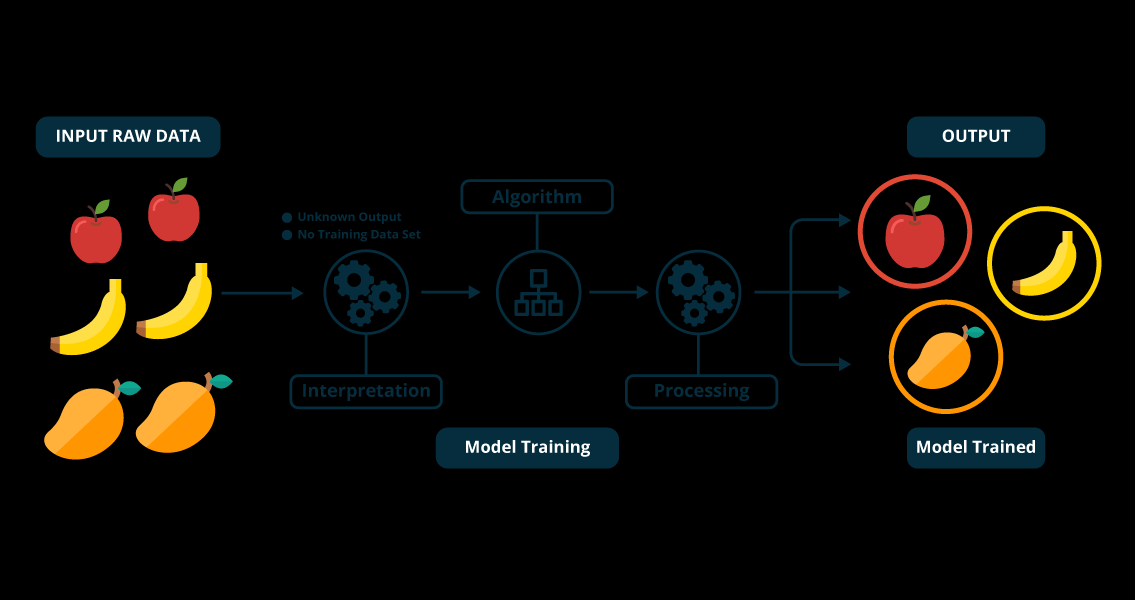 INPUT RAW DATA
OUTPUT
Algorithm
Unknown Output
No Training Data Set
Interpretation
Processing
Model Training
Model Trained